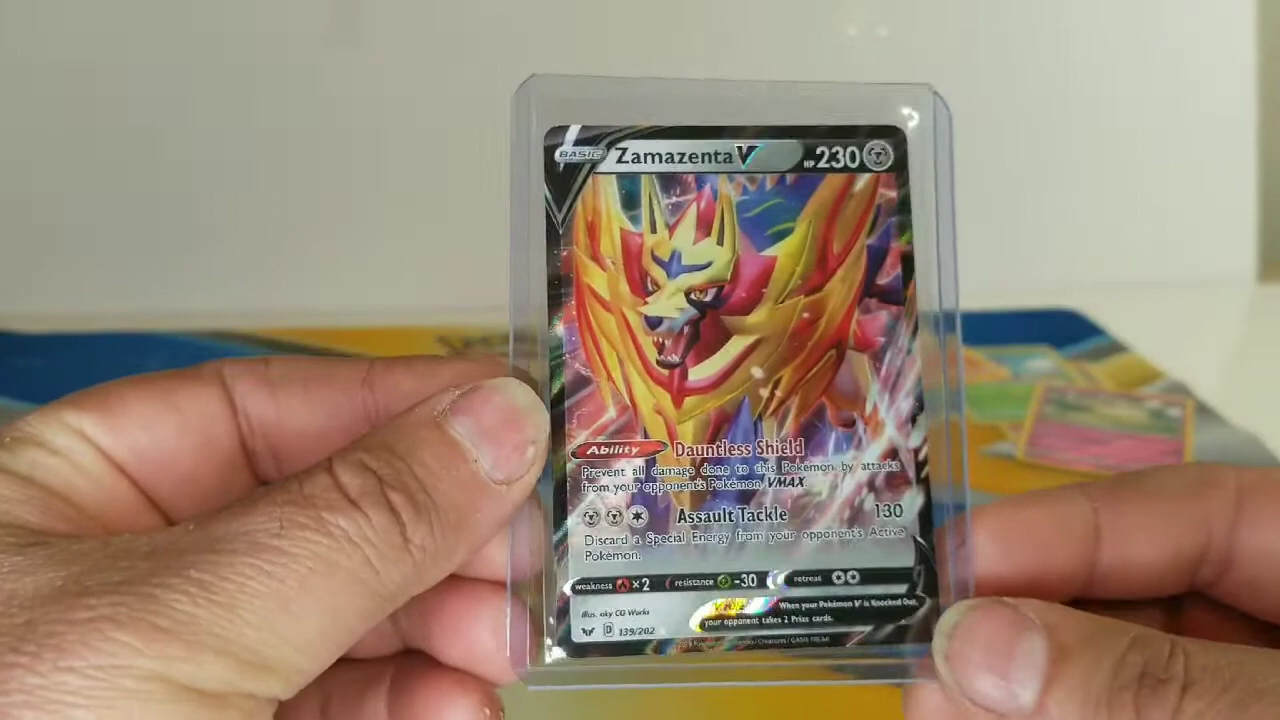 BASIC Zamazenta V HP 230
Ability Dauntless Shield
Prevent all damage done to this Pokémon by attacks
from your opponent's Pokémon VMAX.
Assault Tackle 130
Discard a Special Energy from your opponent's Active
Pokémon.
weakness ×2 resistance -30 retreat
Illus. aky CG Works
When your Pokémon V is Knocked Out,
your opponent takes 2 Prize cards.
D 139/202